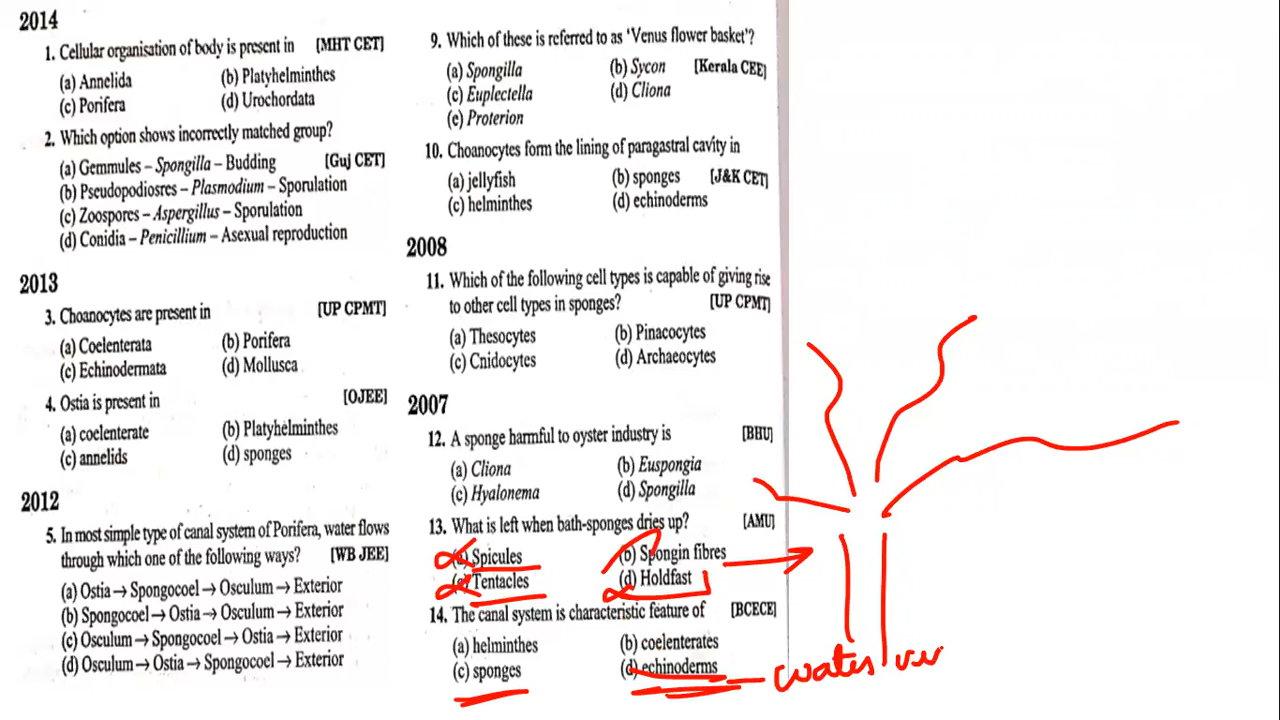 2014
1. Cellular organisation of body is present in [MHT CET]
(a) Annelida (b) Platyhelminthes
(c) Porifera (d) Urochordata
2. Which option shows incorrectly matched group?
(a) Gemmules – Spongilla – Budding [Guj CET]
(b) Pseudopodiosres – Plasmodium – Sporulation
(c) Zoospores – Aspergillus – Sporulation
(d) Conidia – Penicillium – Asexual reproduction
2013
3. Choanocytes are present in [UP CPMT]
(a) Coelenterata (b) Porifera
(c) Echinodermata (d) Mollusca
4. Ostia is present in [OJEE]
(a) coelenterate (b) Platyhelminthes
(c) annelids (d) sponges
2012
5. In most simple type of canal system of Porifera, water flows
through which one of the following ways? [WB JEE]
(a) Ostia → Spongocoel → Osculum → Exterior
(b) Spongocoel → Ostia → Osculum → Exterior
(c) Osculum → Spongocoel → Ostia → Exterior
(d) Osculum → Ostia → Spongocoel → Exterior
9. Which of these is referred to as 'Venus flower basket'?
(a) Spongilla (b) Sycon [Kerala CEE]
(c) Euplectella (d) Cliona
(e) Proterion
10. Choanocytes form the lining of paragastral cavity in
(a) jellyfish (b) sponges [J&K CET]
(c) helminthes (d) echinoderms
2008
11. Which of the following cell types is capable of giving rise
to other cell types in sponges? [UP CPMT]
(a) Thesocytes (b) Pinacocytes
(c) Cnidocytes (d) Archaeocytes
2007
12. A sponge harmful to oyster industry is [BHU]
(a) Cliona (b) Euspongia
(c) Hyalonema (d) Spongilla
13. What is left when bath-sponges dries up? [AMU]
(a) Spicules (b) Spongin fibres
(c) Tentacles (d) Holdfast
14. The canal system is characteristic feature of [BCECE]
(a) helminthes (b) coelenterates
(c) sponges (d) echinoderms
water